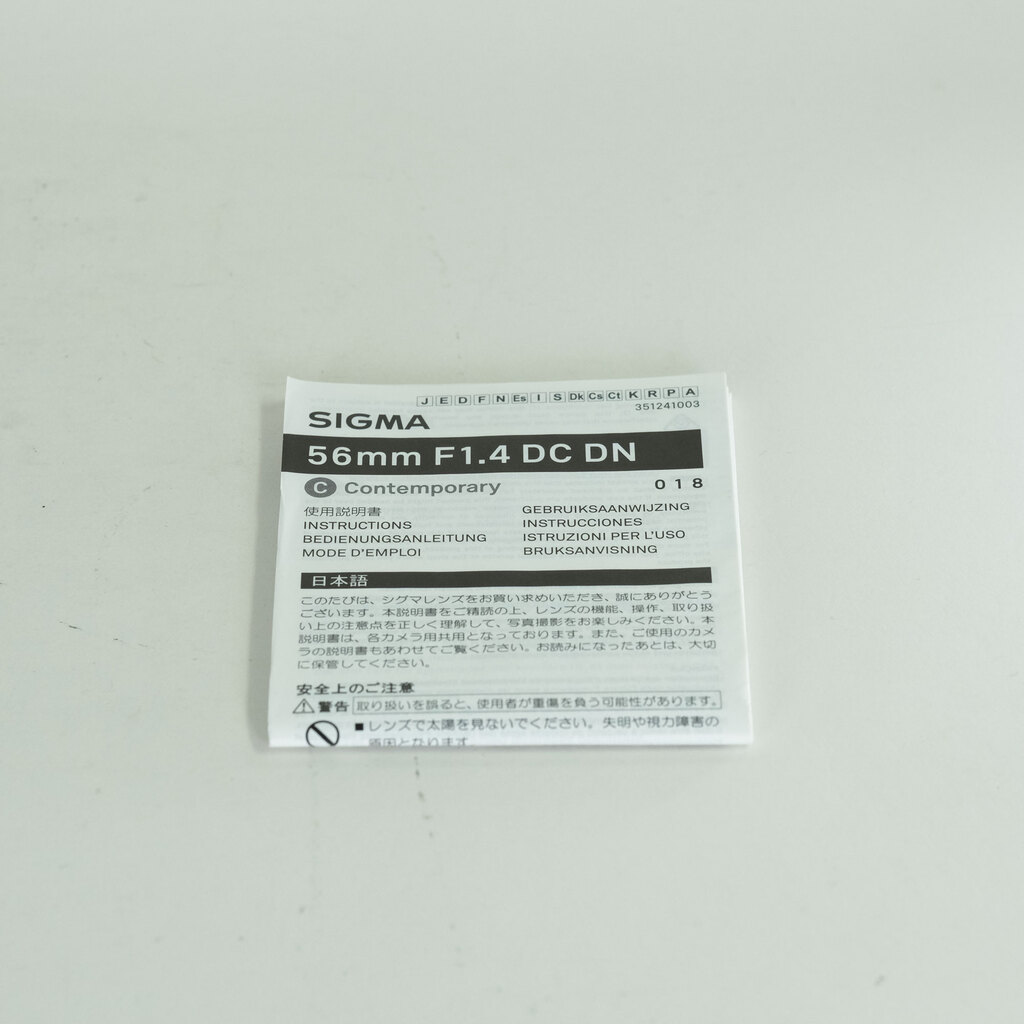 J E D F N Es I S Dk Cs Ct K R P A
351241003
SIGMA
56mm F1.4 DC DN
C Contemporary
018
使用説明書
INSTRUCTIONS
BEDIENUNGSANLEITUNG
MODE D'EMPLOI
GEBRUIKSAANWIJZING
INSTRUCCIONES
ISTRUZIONI PER L'USO
BRUKSANVISNING
日本語
このたびは、シグマレンズをお買い求めいただき、誠にありがとう
ございます。本説明書をご精読の上、レンズの機能、操作、取り扱
い上の注意点を正しく理解して、写真撮影をお楽しみください。本
説明書は、各カメラ用共用となっております。また、ご使用のカメ
ラの説明書もあわせてご覧ください。お読みになったあとは、大切
に保管してください。
安全上のご注意
警告 取り扱いを誤ると、使用者が重傷を負う可能性があります。
■レンズで太陽を見ないでください。失明や視力障害の
原因となります